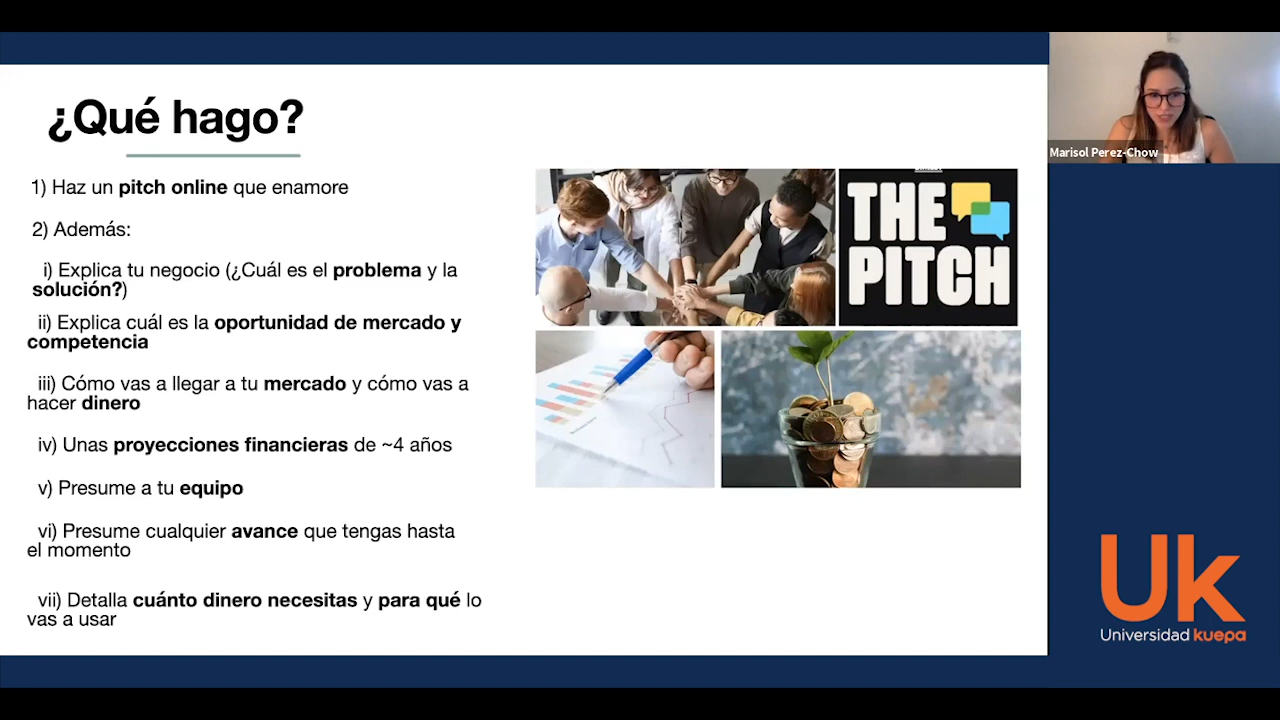 ¿Qué hago?
1) Haz un pitch online que enamore
2) Además:
i) Explica tu negocio (¿Cuál es el problema y la
solución?)
ii) Explica cuál es la oportunidad de mercado y
competencia
iii) Cómo vas a llegar a tu mercado y cómo vas a
hacer dinero
iv) Unas proyecciones financieras de ~4 años
v) Presume a tu equipo
vi) Presume cualquier avance que tengas hasta
el momento
vii) Detalla cuánto dinero necesitas y para qué lo
vas a usar
THE
PITCH
Marisol Perez-Chow
Uk
Universidad kuepa